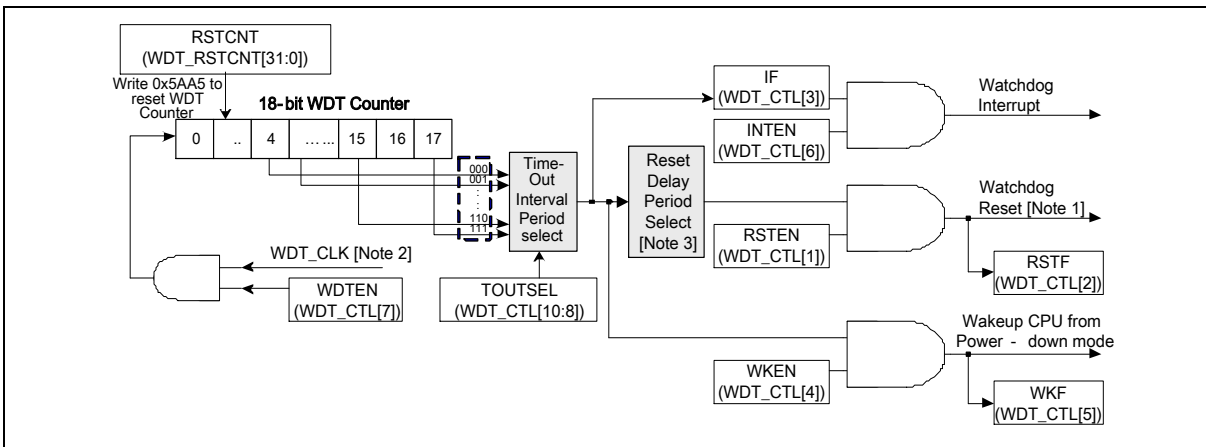 RSTCNT
(WDT_RSTCNT[31:0])
Write 0x5AA5 to
reset WDT
Counter
18-bit WDT Counter
0
..
4
... ...
15
16
17
000
001
:
:
110
111
Time-
Out
Interval
Period
select
TOUTSEL
(WDT_CTL[10:8])
WDT_CLK [Note 2]
WDTEN
(WDT_CTL[7])
Reset
Delay
Period
Select
[Note 3]
IF
(WDT_CTL[3])
INTEN
(WDT_CTL[6])
Watchdog
Interrupt
RSTEN
(WDT_CTL[1])
Watchdog
Reset [Note 1]
RSTF
(WDT_CTL[2])
WKEN
(WDT_CTL[4])
Wakeup CPU from
Power - down mode
WKF
(WDT_CTL[5])